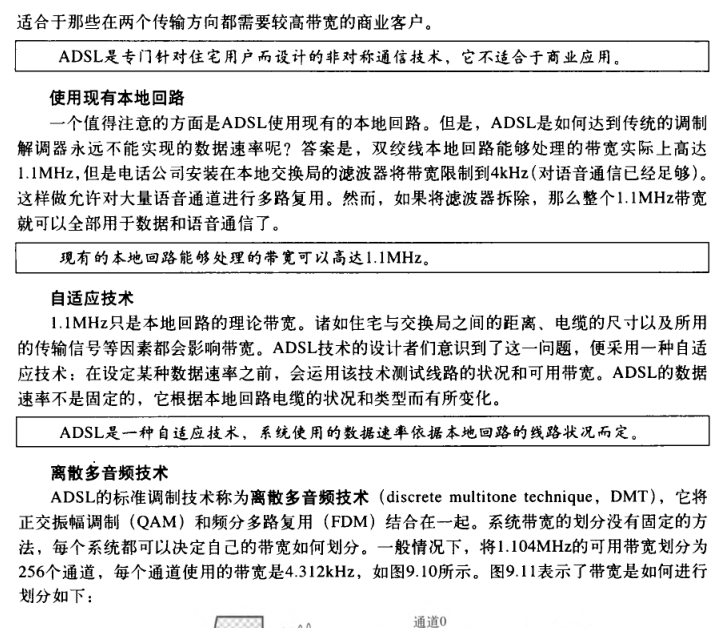 适合于那些在两个传输方向都需要较高带宽的商业客户。
ADSL是专门针对住宅用户而设计的非对称通信技术，它不适合于商业应用。
使用现有本地回路
一个值得注意的方面是ADSL使用现有的本地回路。但是，ADSL是如何达到传统的调制
解调器永远不能实现的数据速率呢？答案是，双绞线本地回路能够处理的带宽实际上高达
1.1MHz，但是电话公司安装在本地交换局的滤波器将带宽限制到4kHz（对语音通信已经足够）。
这样做允许对大量语音通道进行多路复用。然而，如果将滤波器拆除，那么整个1.1MHz带宽
就可以全部用于数据和语音通信了。
现有的本地回路能够处理的带宽可以高达1.1MHz。
自适应技术
1.1MHz只是本地回路的理论带宽。诸如住宅与交换局之间的距离、电缆的尺寸以及所用
的传输信号等因素都会影响带宽。ADSL技术的设计者们意识到了这一问题，便采用一种自适
应技术：在设定某种数据速率之前，会运用该技术测试线路的状况和可用带宽。ADSL的数据
速率不是固定的，它根据本地回路电缆的状况和类型而有所变化。
ADSL是一种自适应技术，系统使用的数据速率依据本地回路的线路状况而定。
离散多音频技术
ADSL的标准调制技术称为离散多音频技术（discrete multitone technique，DMT），它将
正交振幅调制（QAM）和频分多路复用（FDM）结合在一起。系统带宽的划分没有固定的方
法，每个系统都可以决定自己的带宽如何划分。一般情况下，将1.104MHz的可用带宽划分为
256个通道，每个通道使用的带宽是4.312kHz，如图9.10所示。图9.11表示了带宽是如何进行
划分如下：
通道0